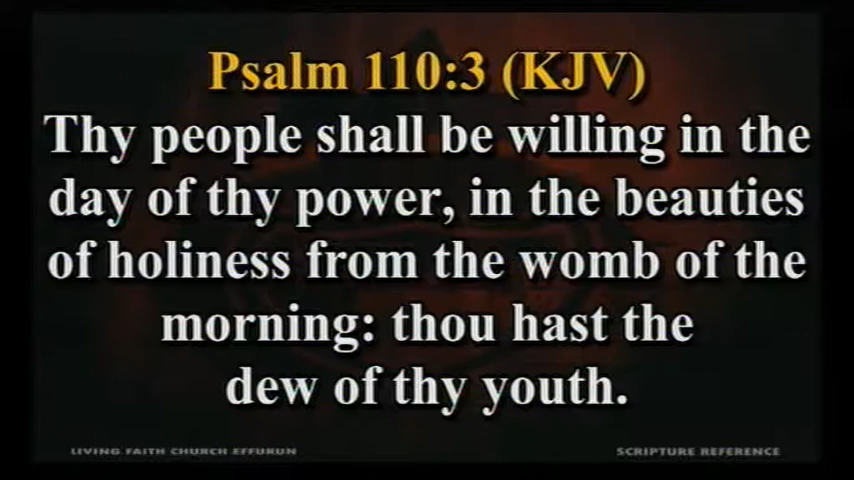 Psalm 110:3 (KJV)
Thy people shall be willing in the
day of thy power, in the beauties
of holiness from the womb of the
morning: thou hast the
dew of thy youth.
LIVING FAITH CHURCH EFFURUN
SCRIPTURE REFERENCE